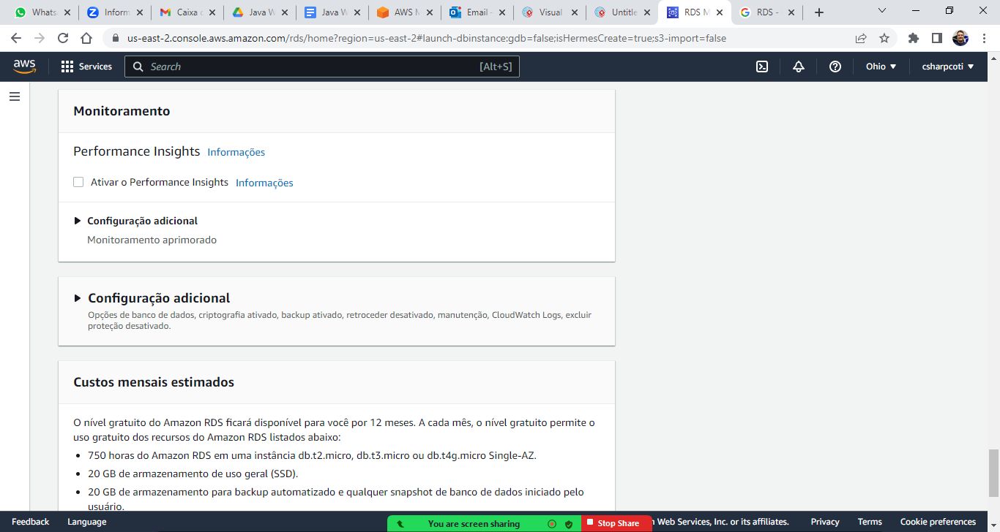 Whats
Inform
Caixa
Java W
Java W
AWS M
Email -
Visual
Untitle
RDS M
RDS -
us-east-2.console.aws.amazon.com/rds/home?region=us-east-2#launch-dbinstance:gdb=false;isHermesCreate=true;s3-import=false
aws
Services
Search
[Alt+S]
Ohio
csharpcoti
Monitoramento
Performance Insights Informações
Ativar o Performance Insights Informações
Configuração adicional
Monitoramento aprimorado
Configuração adicional
Opções de banco de dados, criptografia ativado, backup ativado, retroceder desativado, manutenção, CloudWatch Logs, excluir
proteção desativado.
Custos mensais estimados
O nível gratuito do Amazon RDS ficará disponível para você por 12 meses. A cada mês, o nível gratuito permite o
uso gratuito dos recursos do Amazon RDS listados abaixo:
750 horas do Amazon RDS em uma instância db.t2.micro, db.t3.micro ou db.t4g.micro Single-AZ.
20 GB de armazenamento de uso geral (SSD).
20 GB de armazenamento para backup automatizado e qualquer snapshot de banco de dados iniciado pelo
usuário.
Feedback
Language
You are screen sharing
Stop Share
Web Services, Inc. or its affiliates.
Privacy
Terms
Cookie preferences